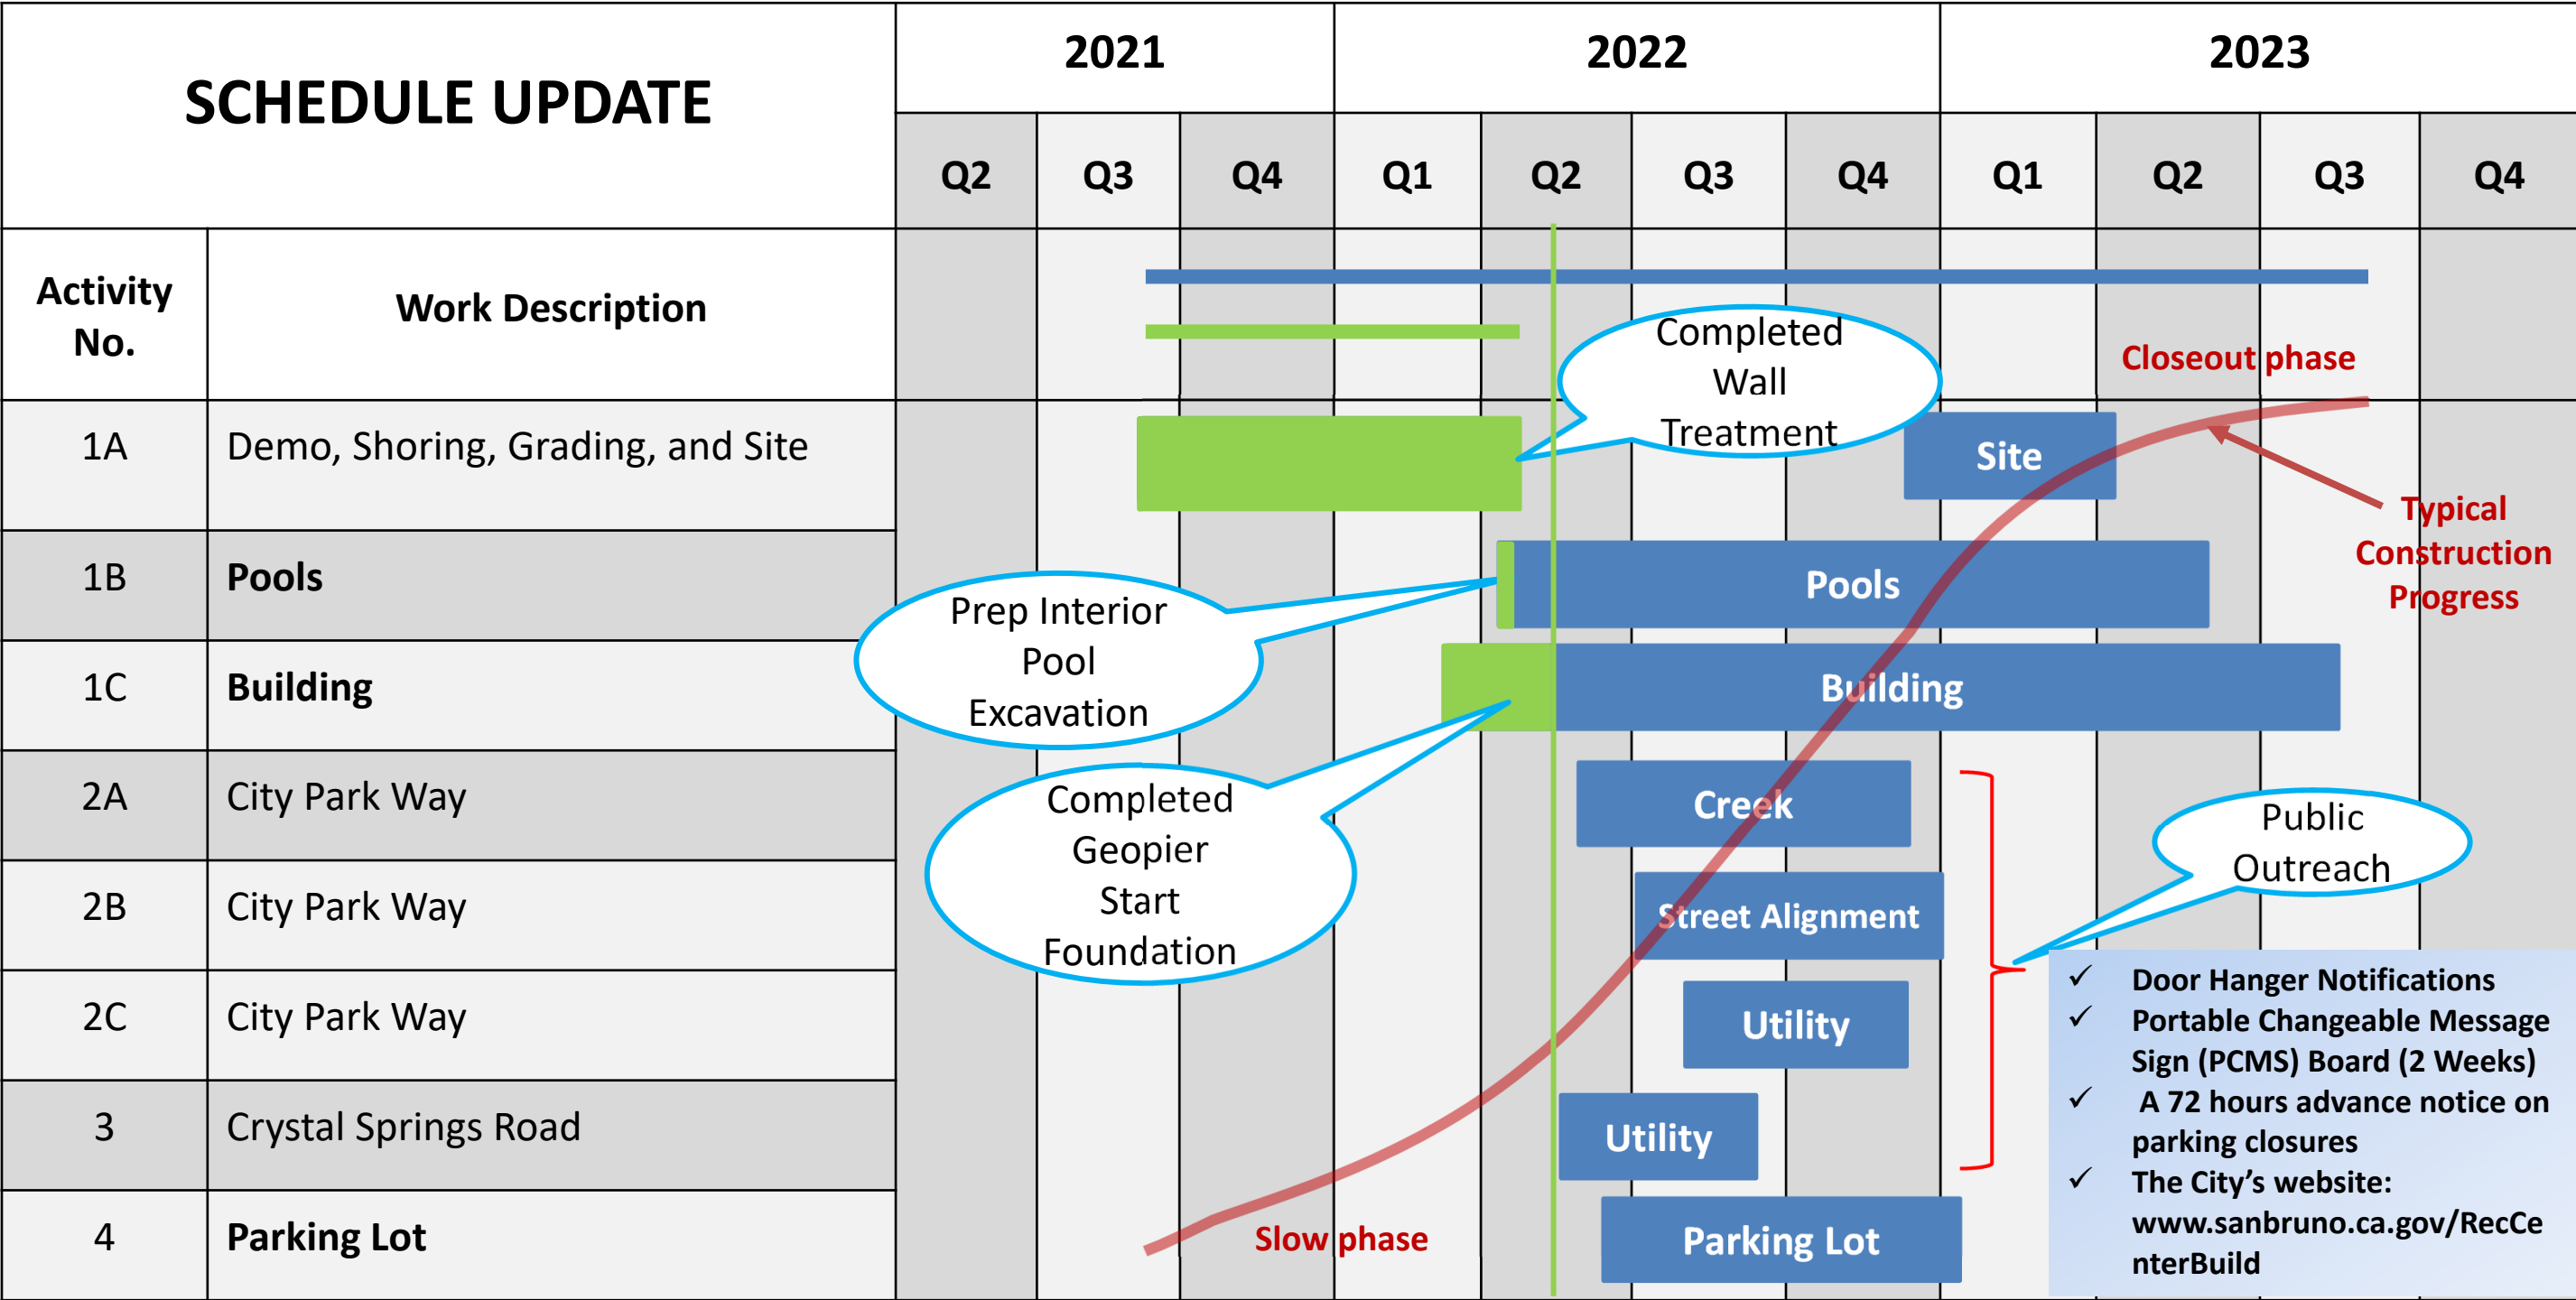 SCHEDULE UPDATE
2021
2022
2023
Q2
Q3
Q4
Q1
Q2
Q3
Q4
Q1
Q2
Q3
Q4
Activity
No.
Work Description
Completed
Wall
Treatment
Closeout phase
1A
Demo, Shoring, Grading, and Site
Site
Typical
Construction
Progress
1B
Pools
Pools
Prep Interior
Pool
Excavation
1C
Building
Building
2A
City Park Way
Creek
Completed
Geopier
Start
Foundation
Public
Outreach
2B
City Park Way
Street Alignment
2C
City Park Way
Utility
3
Crystal Springs Road
Utility
4
Parking Lot
Slow phase
Parking Lot
✓ Door Hanger Notifications
✓ Portable Changeable Message
Sign (PCMS) Board (2 Weeks)
✓ A 72 hours advance notice on
parking closures
✓ The City’s website:
www.sanbruno.ca.gov/RecCe
nterBuild